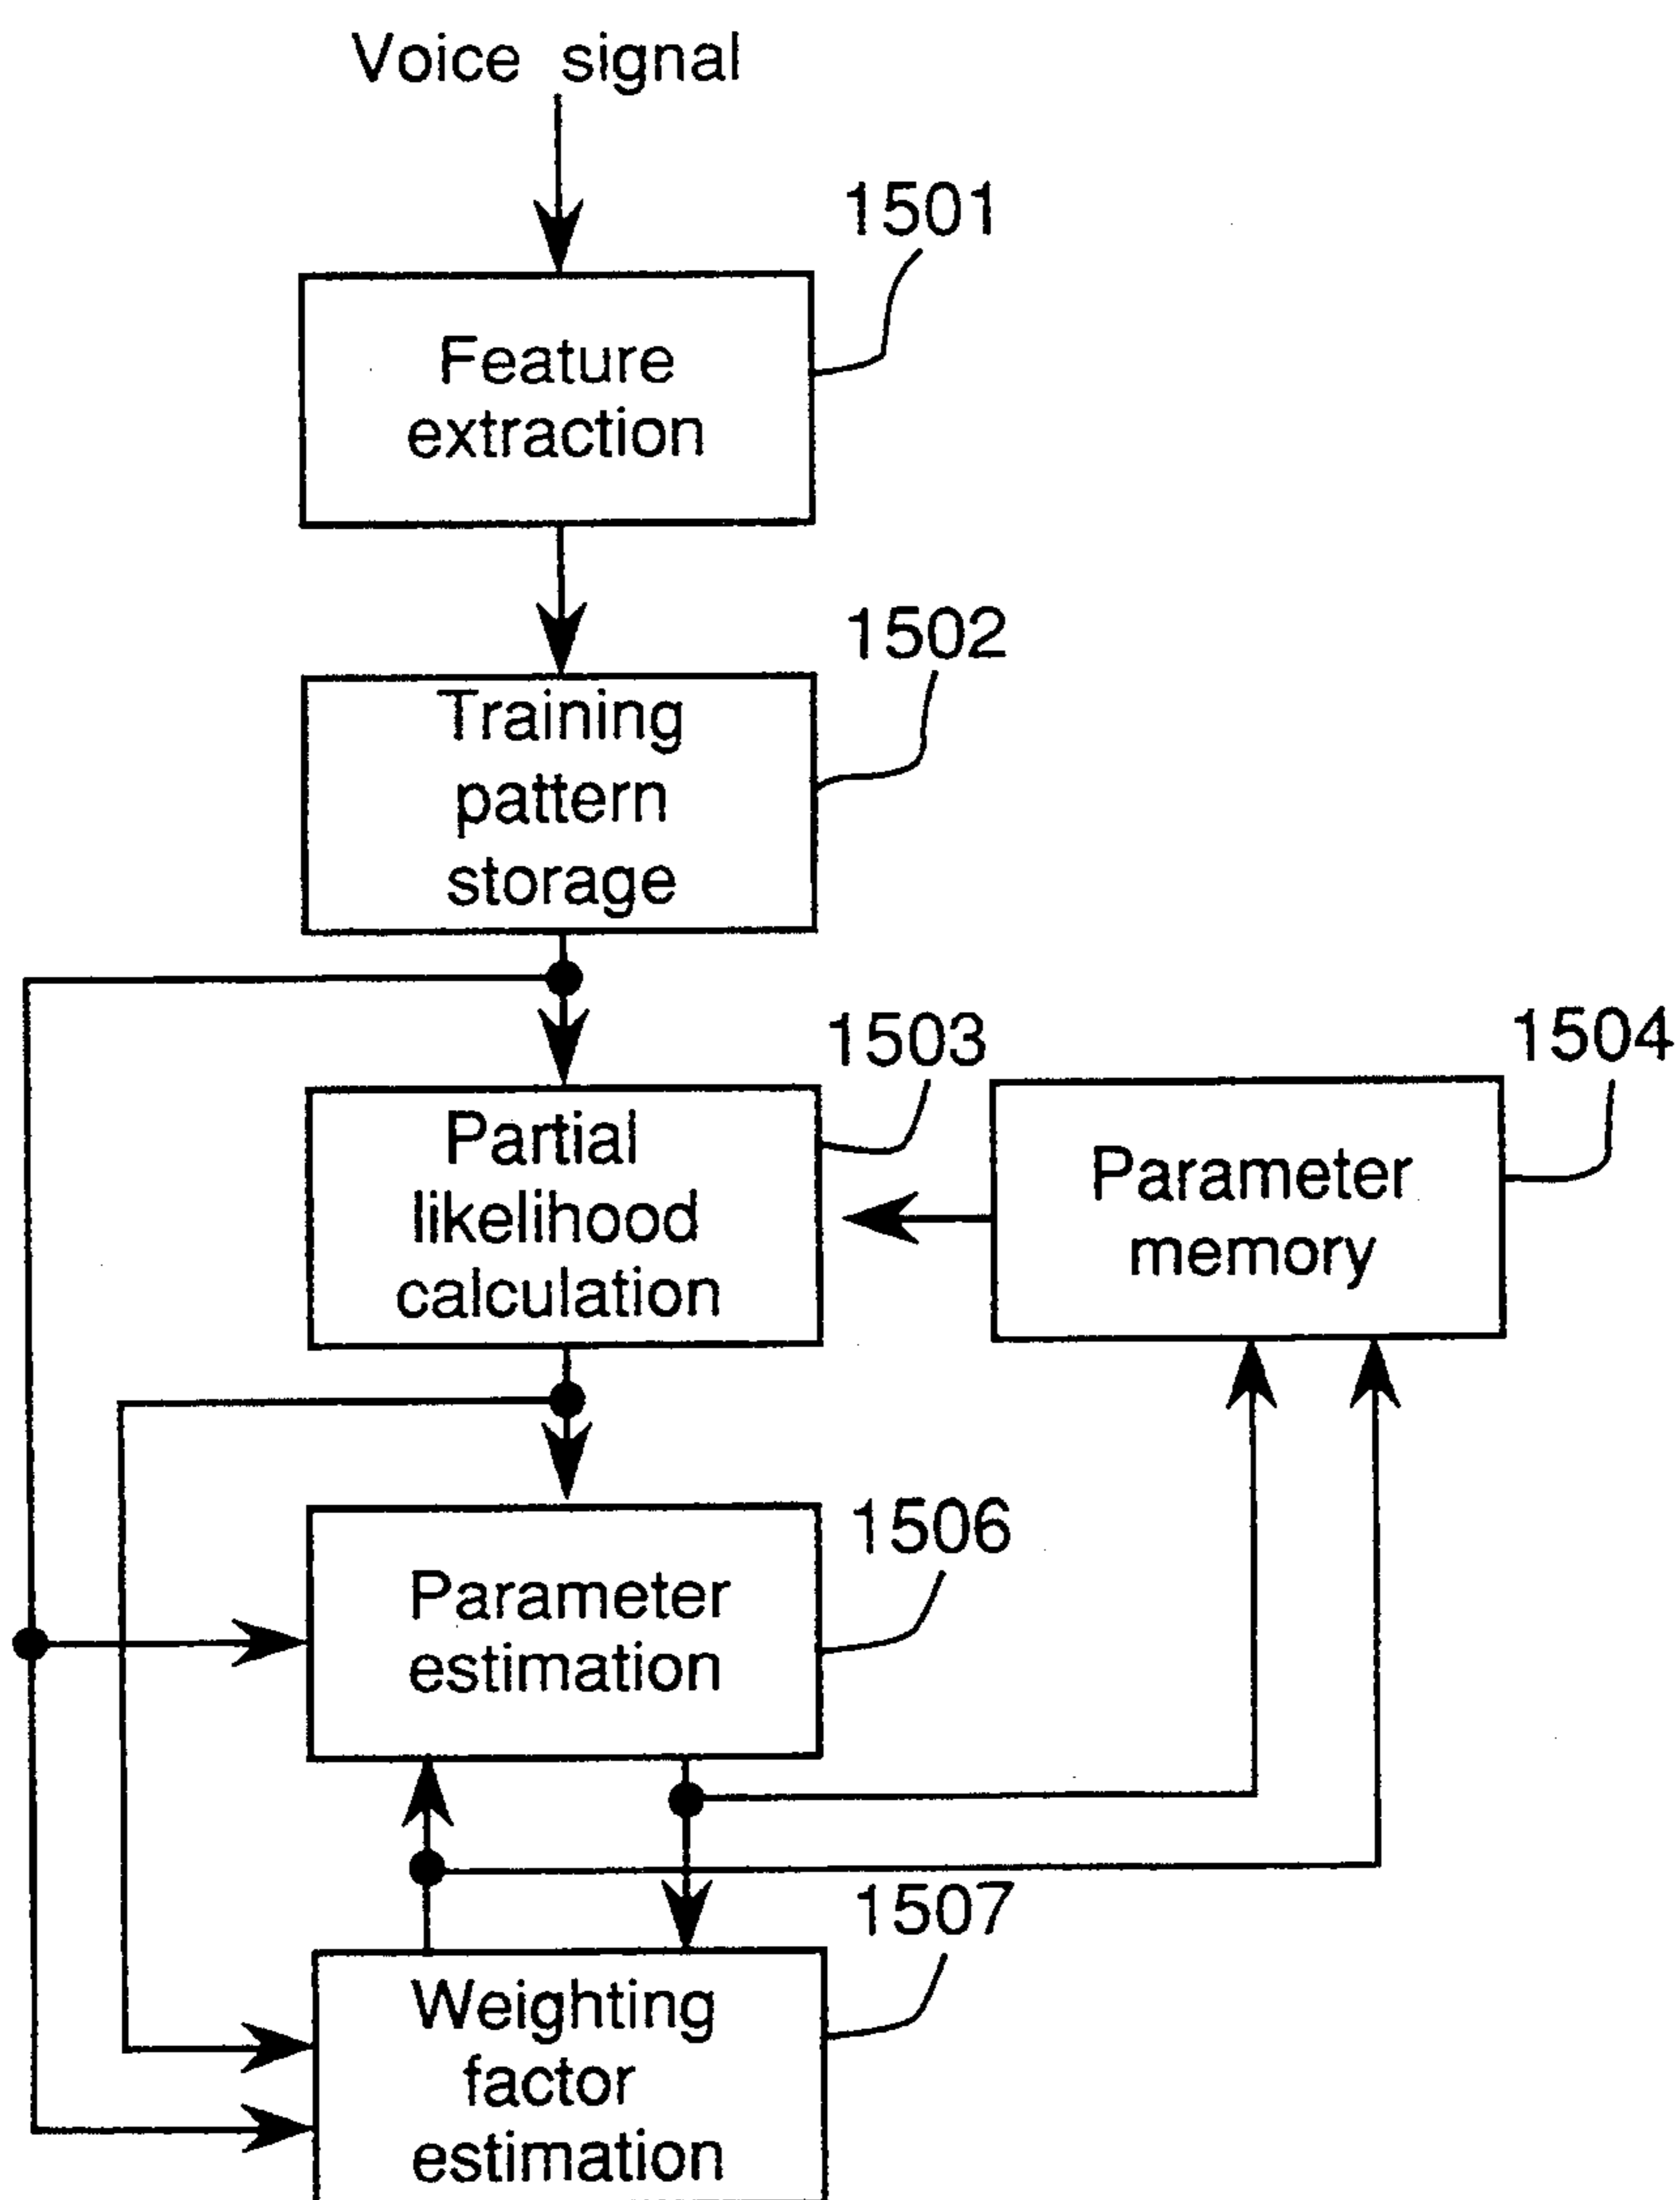 Voice signal
1501
Feature
extraction
1502
Training
pattern
storage
1503
1504
Partial
likelihood
calculation
Parameter
memory
1506
Parameter
estimation
1507
Weighting
factor
estimation